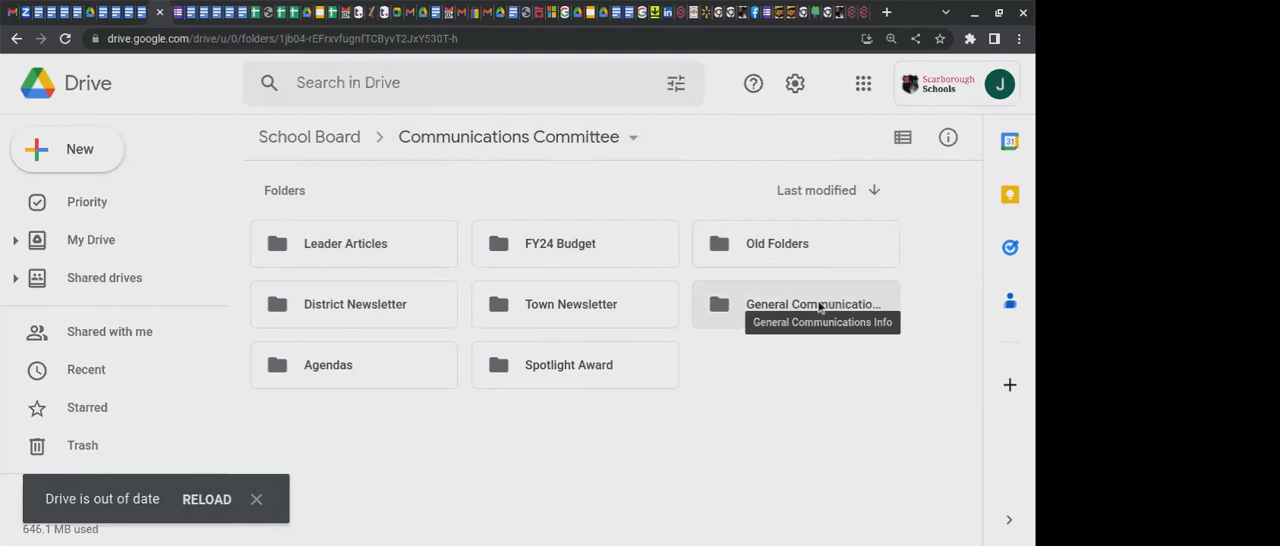 drive.google.com/drive/u/0/folders/1jb04-rEFrxvfugnfTCByvT2JxY530T-h
Drive
Search in Drive
Scarborough
Schools
J
New
School Board
Communications Committee
Priority
My Drive
Shared drives
Shared with me
Recent
Starred
Trash
Folders
Last modified
Leader Articles
FY24 Budget
Old Folders
District Newsletter
Town Newsletter
General Communicatio...
General Communications Info
Agendas
Spotlight Award
31
Drive is out of date
RELOAD
646.1 MB used